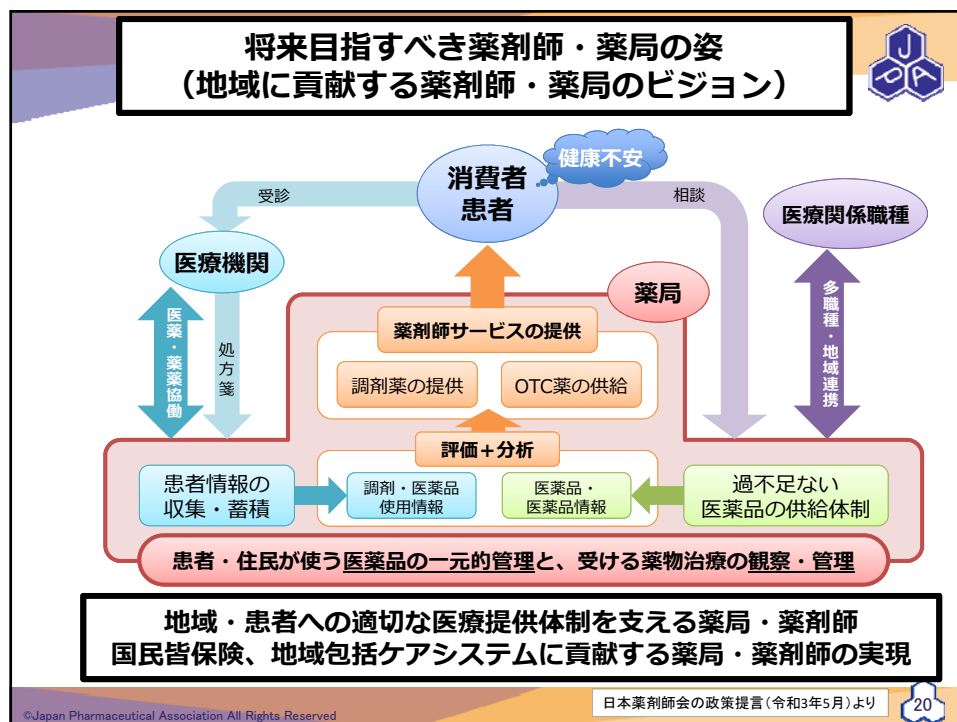 将来目指すべき薬剤師・薬局の姿
（地域に貢献する薬剤師・薬局のビジョン）
J
P
A
健康不安
消費者
患者
受診
相談
医療機関
医療関係職種
薬局
医薬・薬薬協働
処方箋
多職種・地域連携
薬剤師サービスの提供
調剤薬の提供
OTC薬の供給
評価＋分析
患者情報の
収集・蓄積
調剤・医薬品
使用情報
医薬品・
医薬品情報
過不足ない
医薬品の供給体制
患者・住民が使う医薬品の一元的管理と、受ける薬物治療の観察・管理
地域・患者への適切な医療提供体制を支える薬局・薬剤師
国民皆保険、地域包括ケアシステムに貢献する薬局・薬剤師の実現
日本薬剤師会の政策提言（令和3年5月）より
20
©Japan Pharmaceutical Association All Rights Reserved